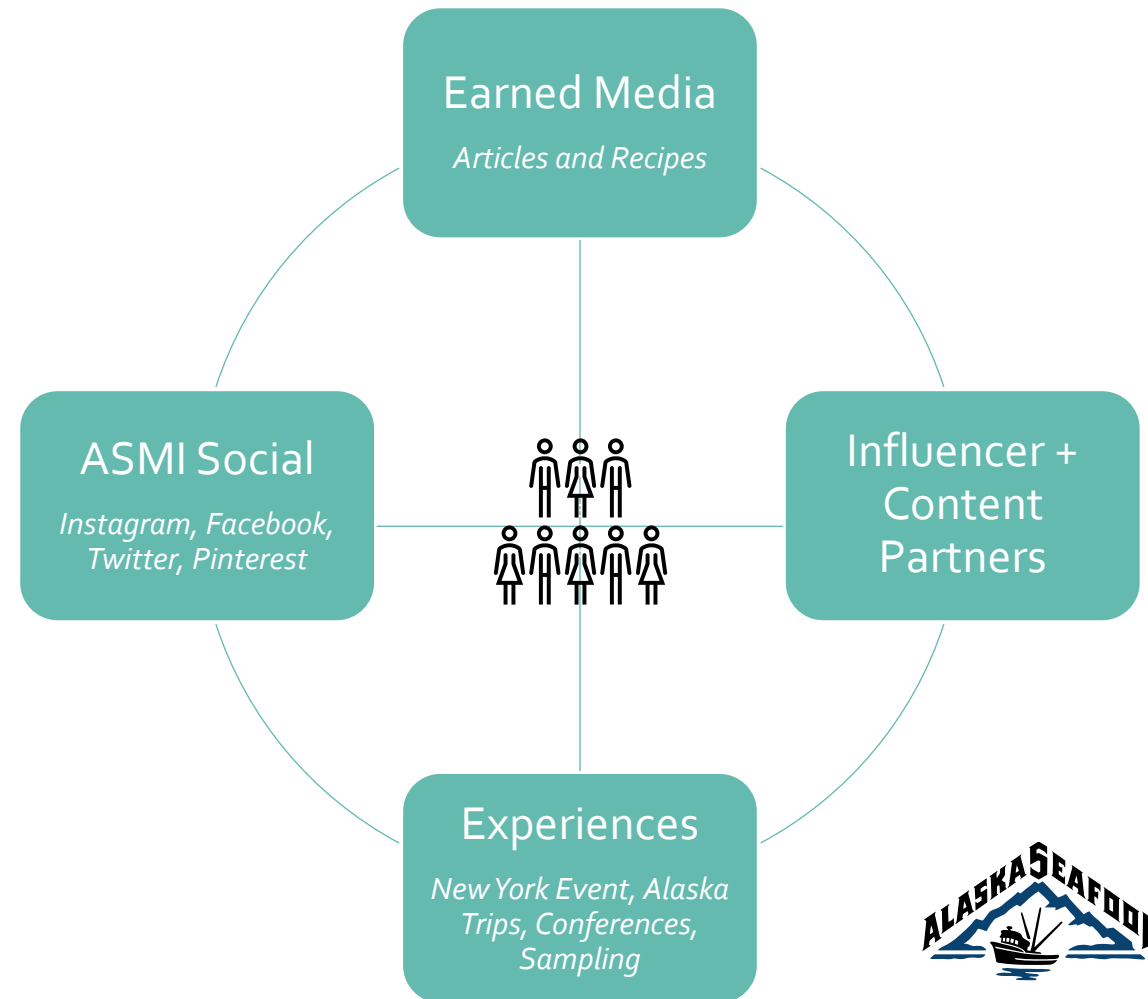 Earned Media
Articles and Recipes
ASMI Social
Instagram, Facebook,
Twitter, Pinterest
Influencer +
Content
Partners
Experiences
New York Event, Alaska
Trips, Conferences,
Sampling
ALASKA SEAFOOD